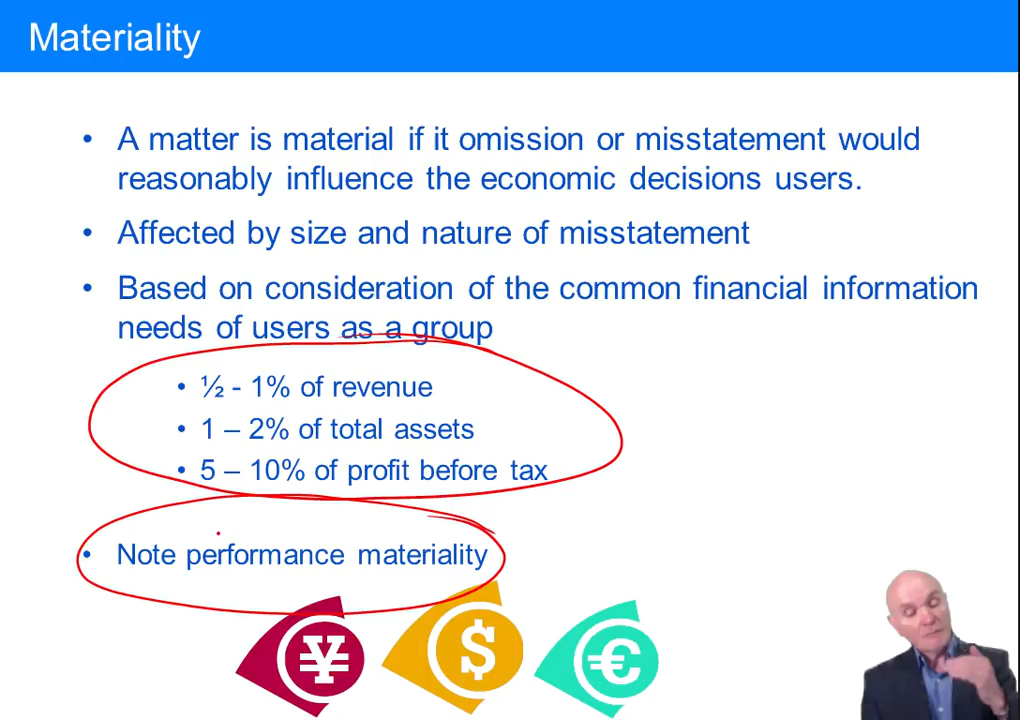 Materiality
• A matter is material if it omission or misstatement would
reasonably influence the economic decisions users.
• Affected by size and nature of misstatement
• Based on consideration of the common financial information
needs of users as a group
• ½ - 1% of revenue
• 1 – 2% of total assets
• 5 – 10% of profit before tax
• Note performance materiality
¥ $ €